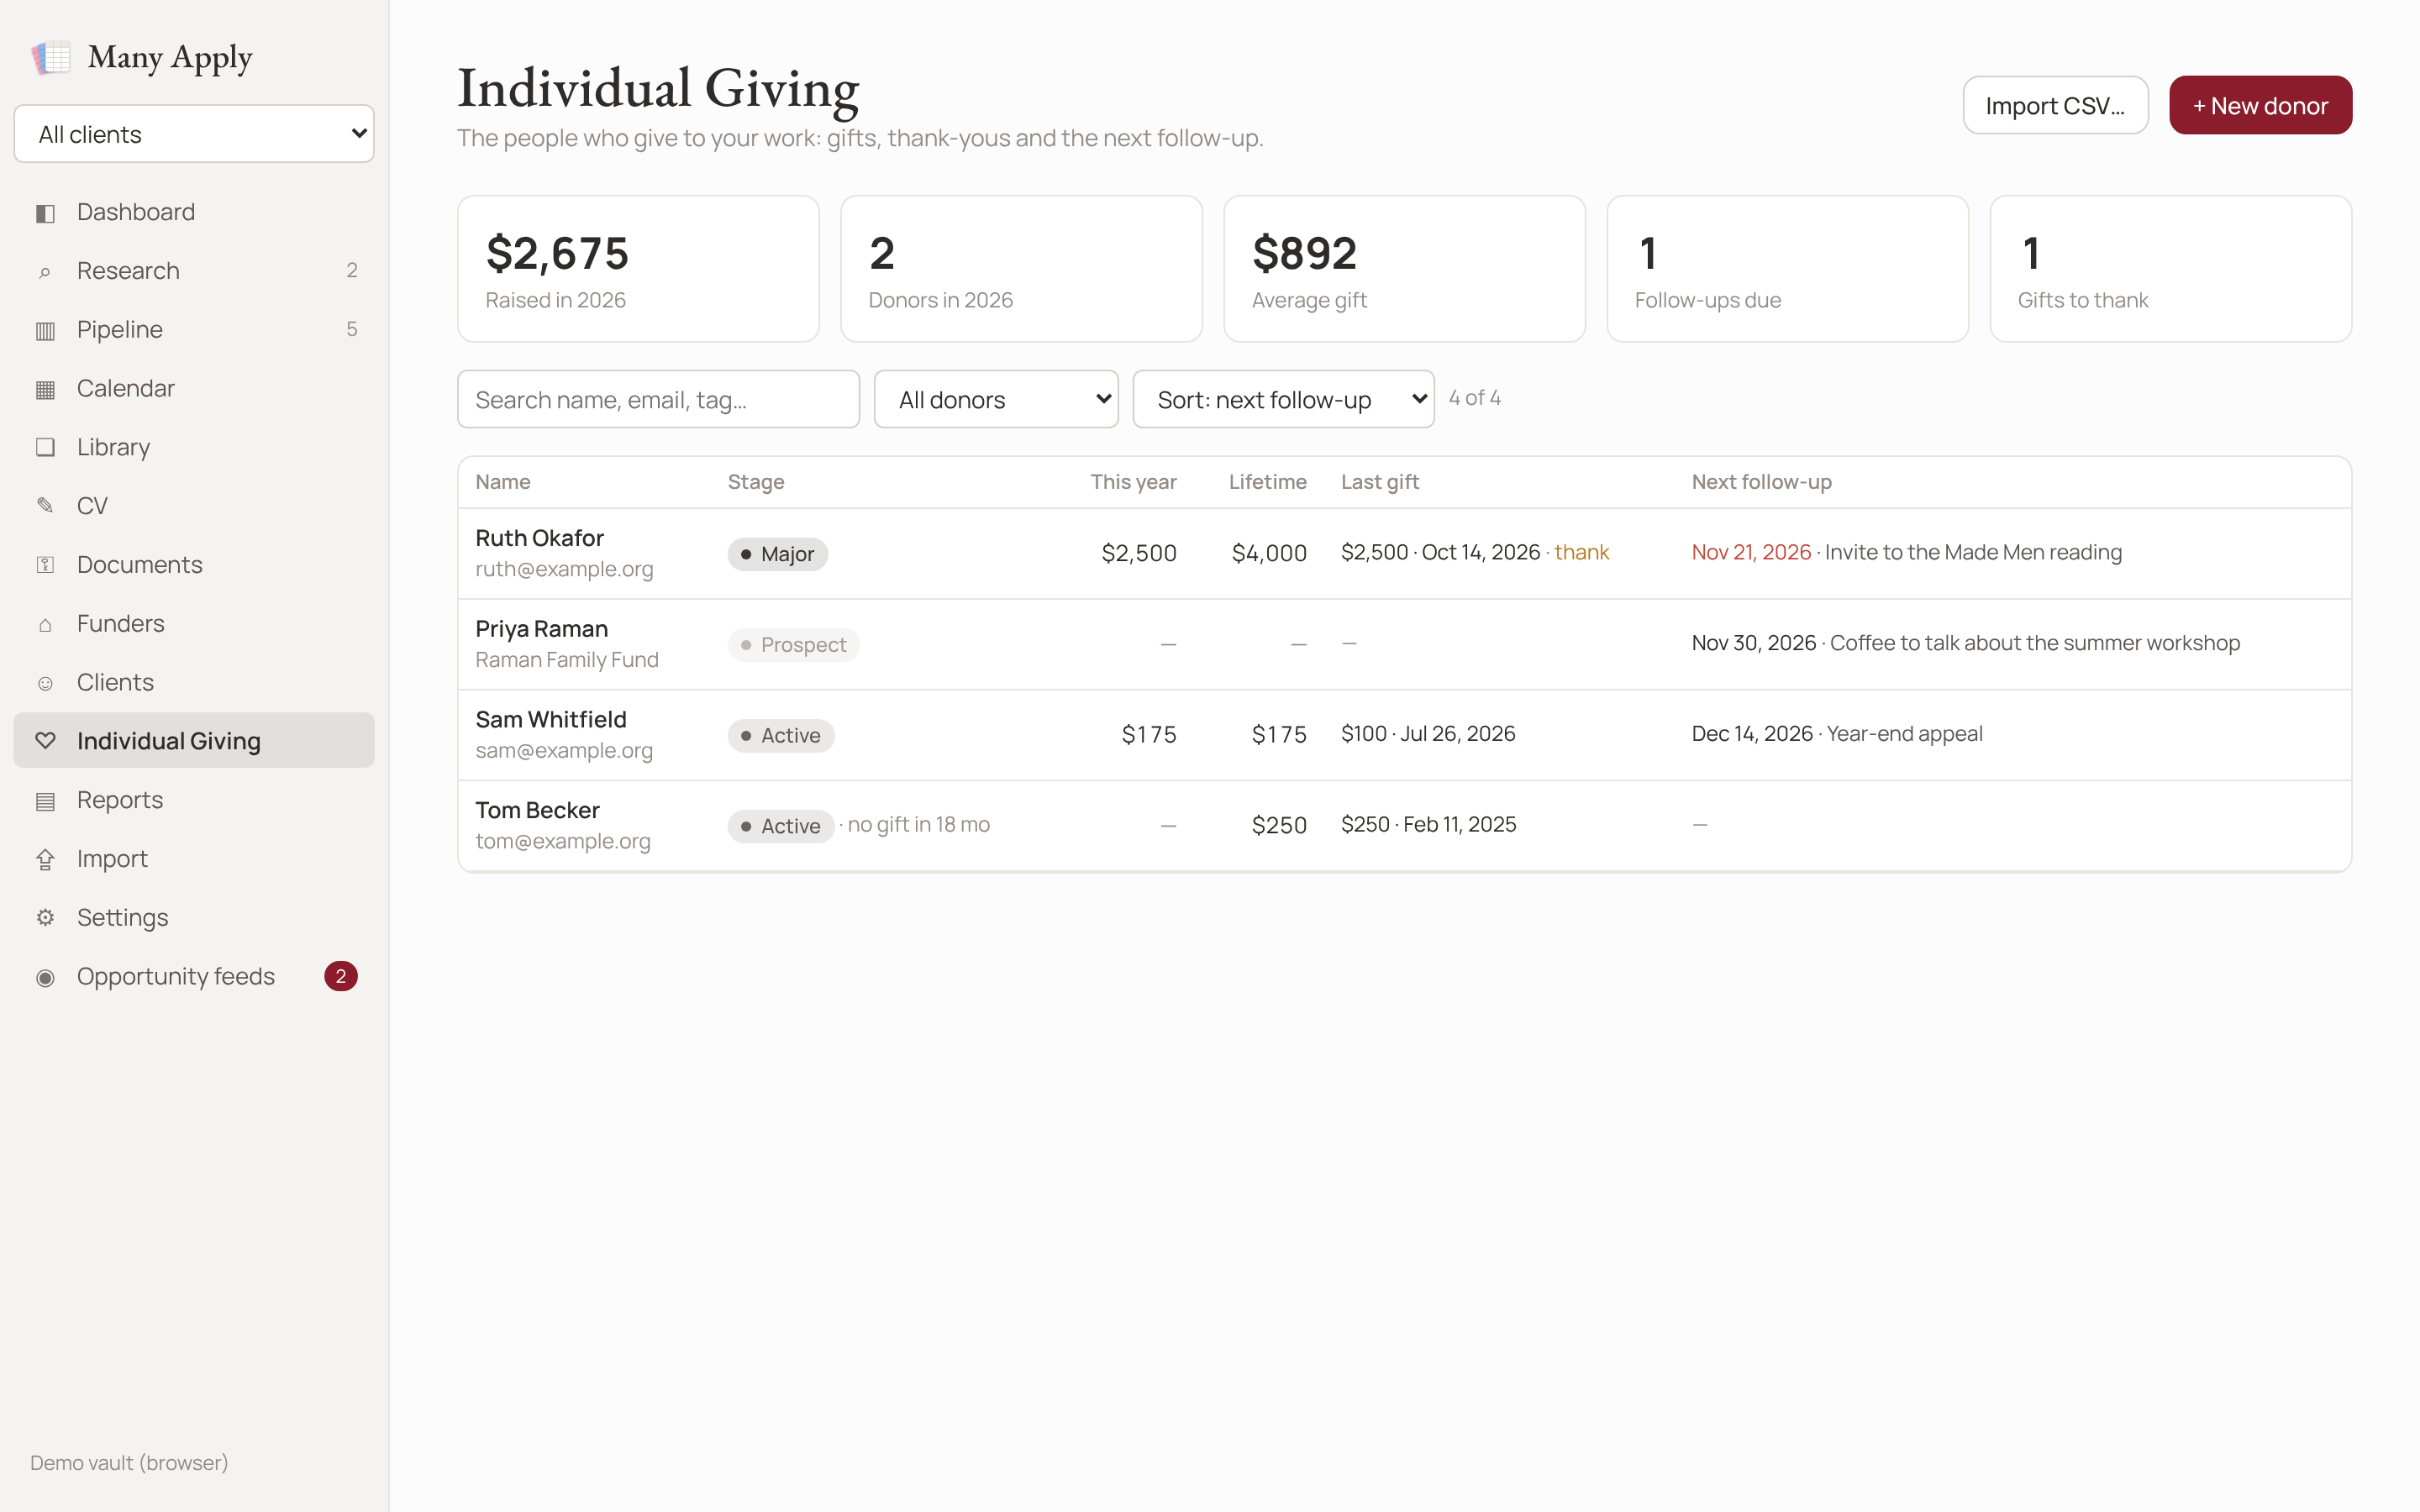 Many Apply
All clients
Dashboard
Research 2
Pipeline 5
Calendar
Library
CV
Documents
Funders
Clients
Individual Giving
Reports
Import
Settings
Opportunity feeds 2
Demo vault (browser)
Individual Giving
The people who give to your work: gifts, thank-yous and the next follow-up.
Import CSV...
+ New donor
$2,675
Raised in 2026
2
Donors in 2026
$892
Average gift
1
Follow-ups due
1
Gifts to thank
Search name, email, tag...
All donors
Sort: next follow-up
4 of 4
Name Stage This year Lifetime Last gift Next follow-up
Ruth Okafor
ruth@example.org
Major $2,500 $4,000 $2,500 · Oct 14, 2026 · thank Nov 21, 2026 · Invite to the Made Men reading
Priya Raman
Raman Family Fund
Prospect — — — Nov 30, 2026 · Coffee to talk about the summer workshop
Sam Whitfield
sam@example.org
Active $175 $175 $100 · Jul 26, 2026 Dec 14, 2026 · Year-end appeal
Tom Becker
tom@example.org
Active · no gift in 18 mo — $250 $250 · Feb 11, 2025 —